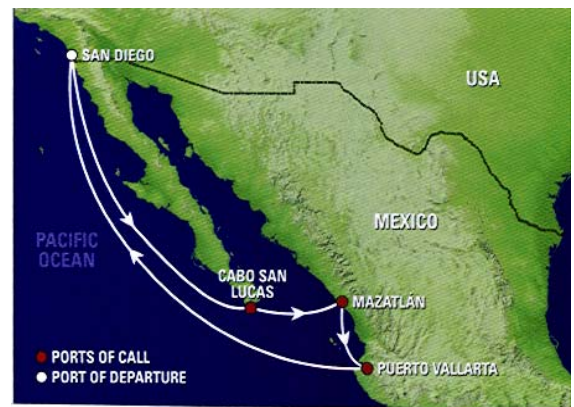 SAN DIEGO
USA
MEXICO
PACIFIC
OCEAN
CABO SAN
LUCAS
MAZATLÁN
PORTS OF CALL
PORT OF DEPARTURE
PUERTO VALLARTA